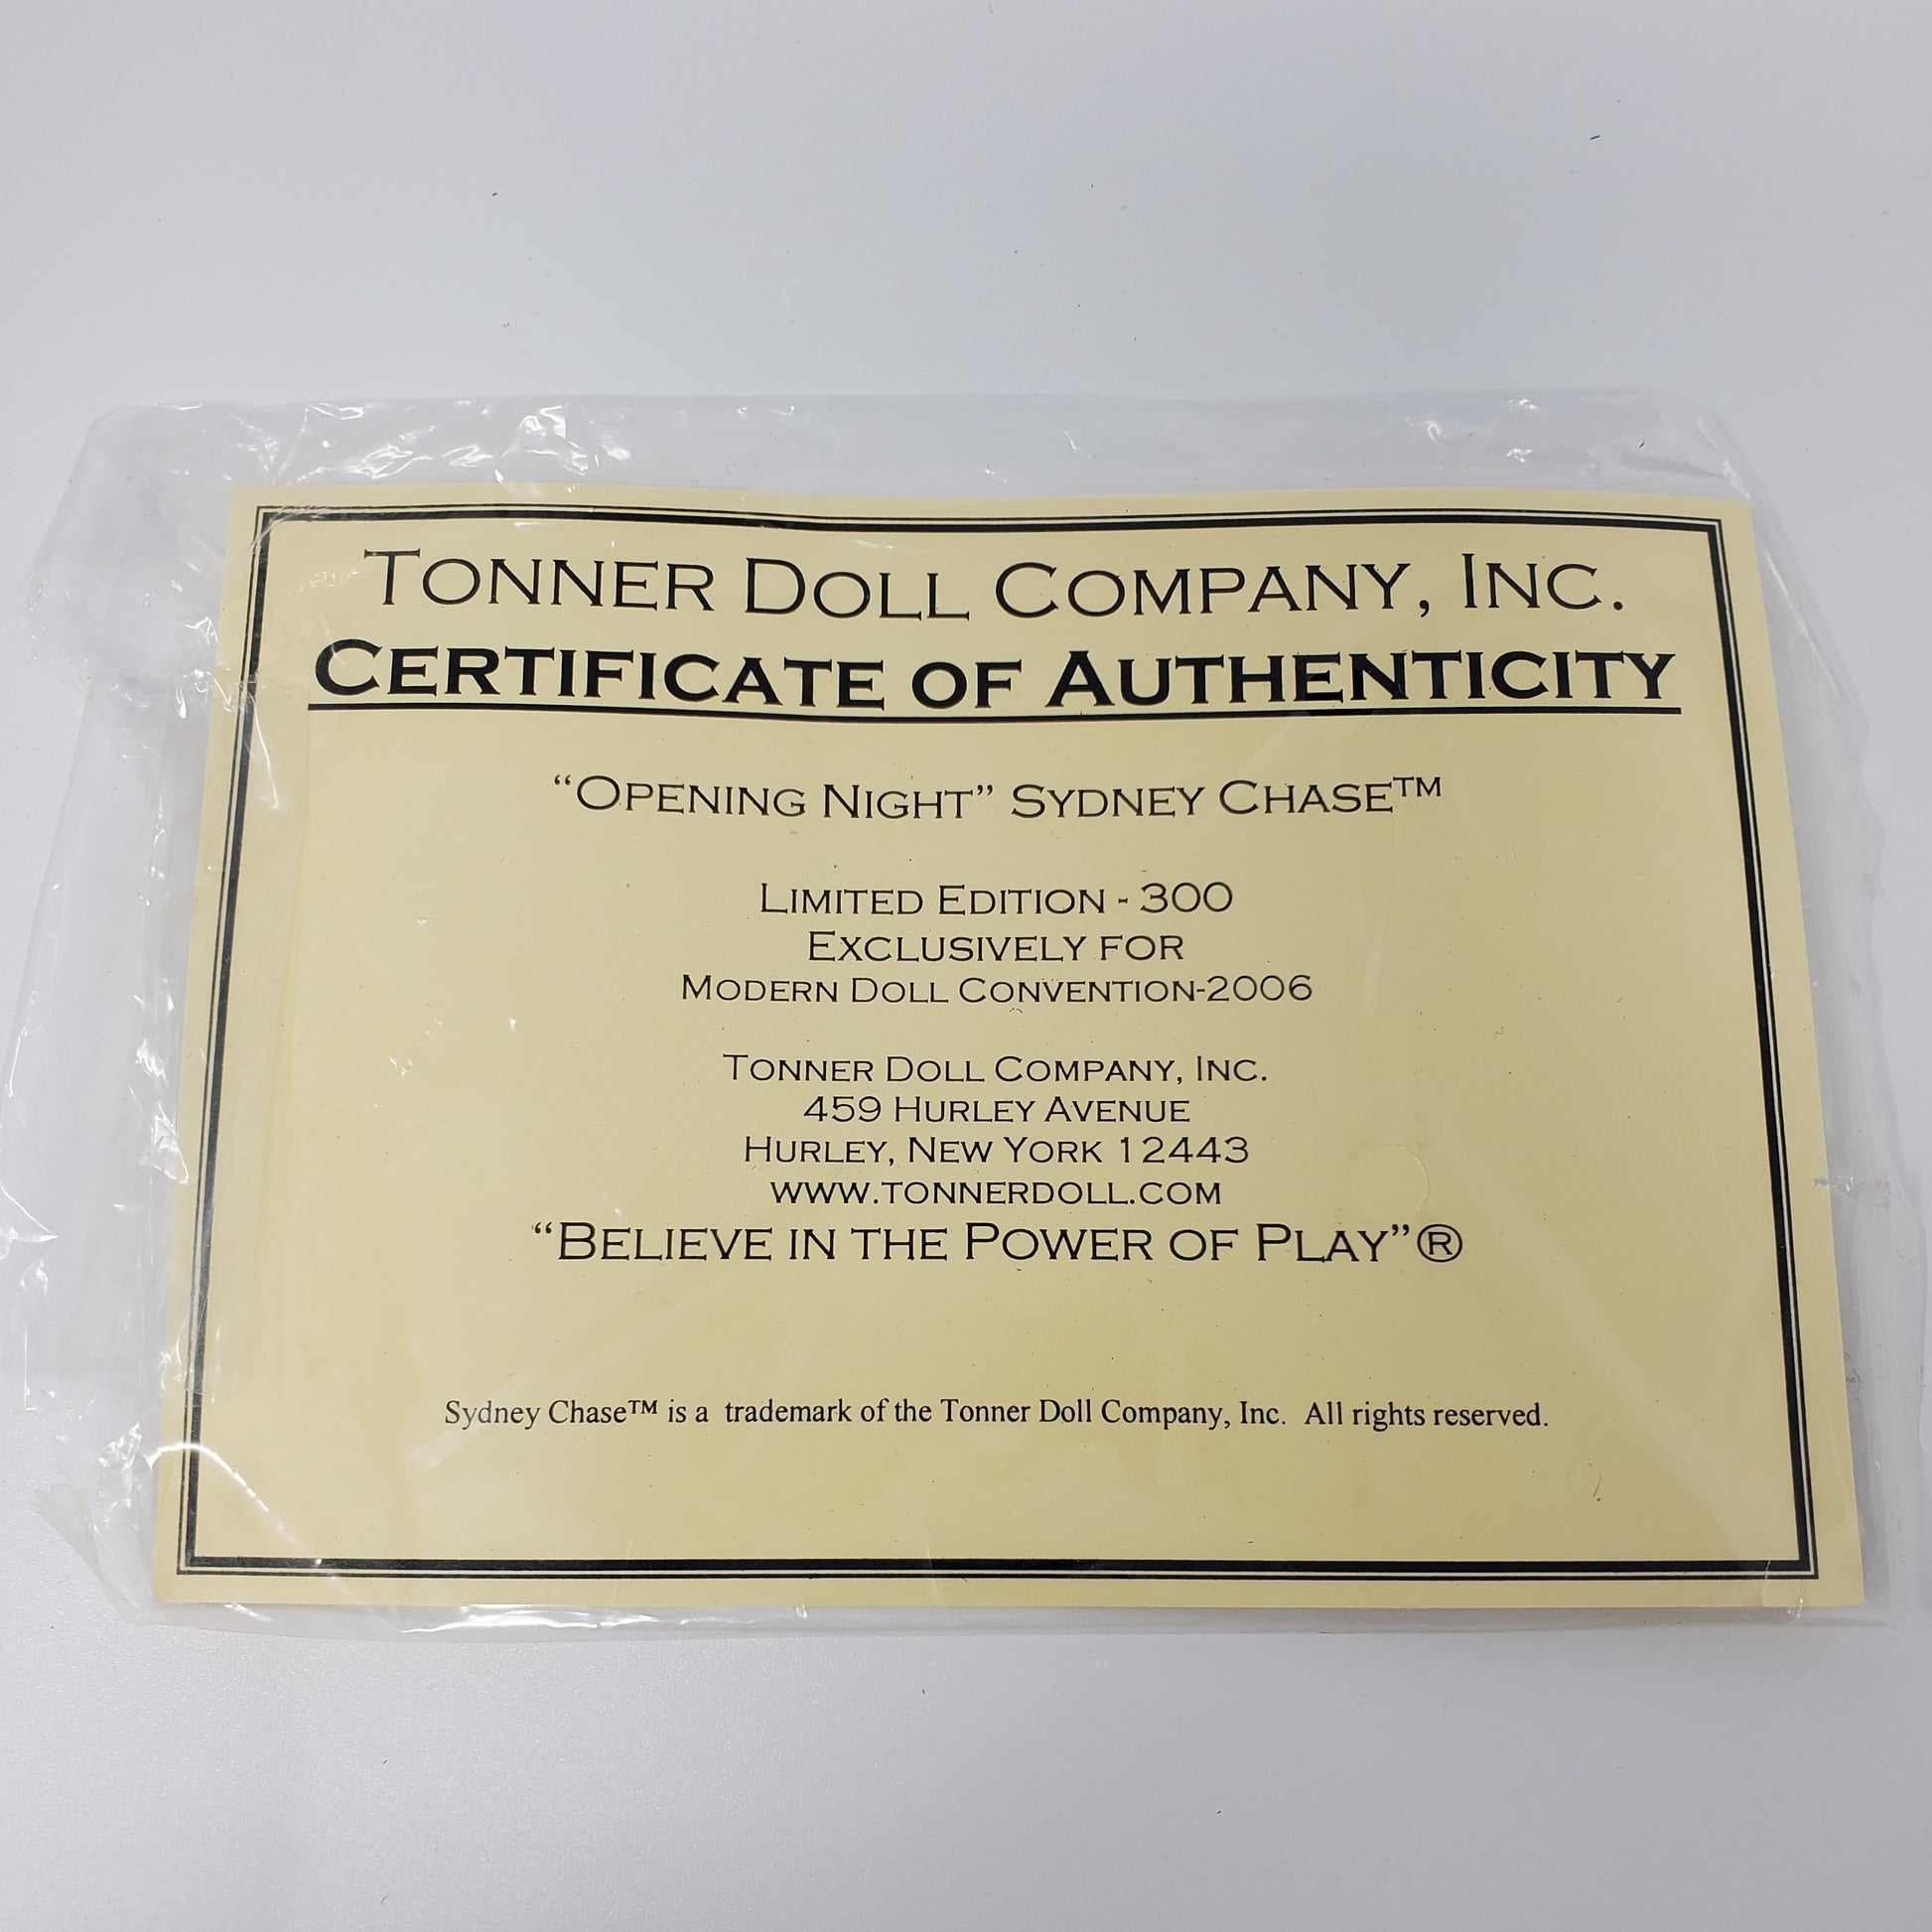 TONNER DOLL COMPANY, INC.
CERTIFICATE OF AUTHENTICITY
“OPENING NIGHT” SYDNEY CHASE™
LIMITED EDITION - 300
EXCLUSIVELY FOR
MODERN DOLL CONVENTION-2006
TONNER DOLL COMPANY, INC.
459 HURLEY AVENUE
HURLEY, NEW YORK 12443
WWW.TONNERDOLL.COM
“BELIEVE IN THE POWER OF PLAY”®
Sydney Chase™ is a trademark of the Tonner Doll Company, Inc. All rights reserved.